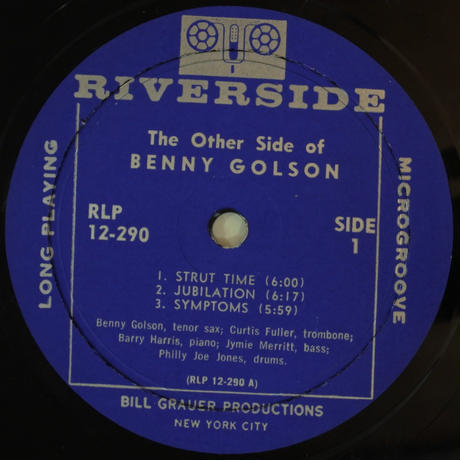 RIVERSIDE
The Other Side of
BENNY GOLSON
LONG PLAYING
MICROGROOVE
RLP
12-290
SIDE
1
1. STRUT TIME (6:00)
2. JUBILATION (6:17)
3. SYMPTOMS (5:59)
Benny Golson, tenor sax; Curtis Fuller, trombone;
Barry Harris, piano; Jymie Merritt, bass;
Philly Joe Jones, drums.
(RLP 12-290 A)
BILL GRAUER PRODUCTIONS
NEW YORK CITY